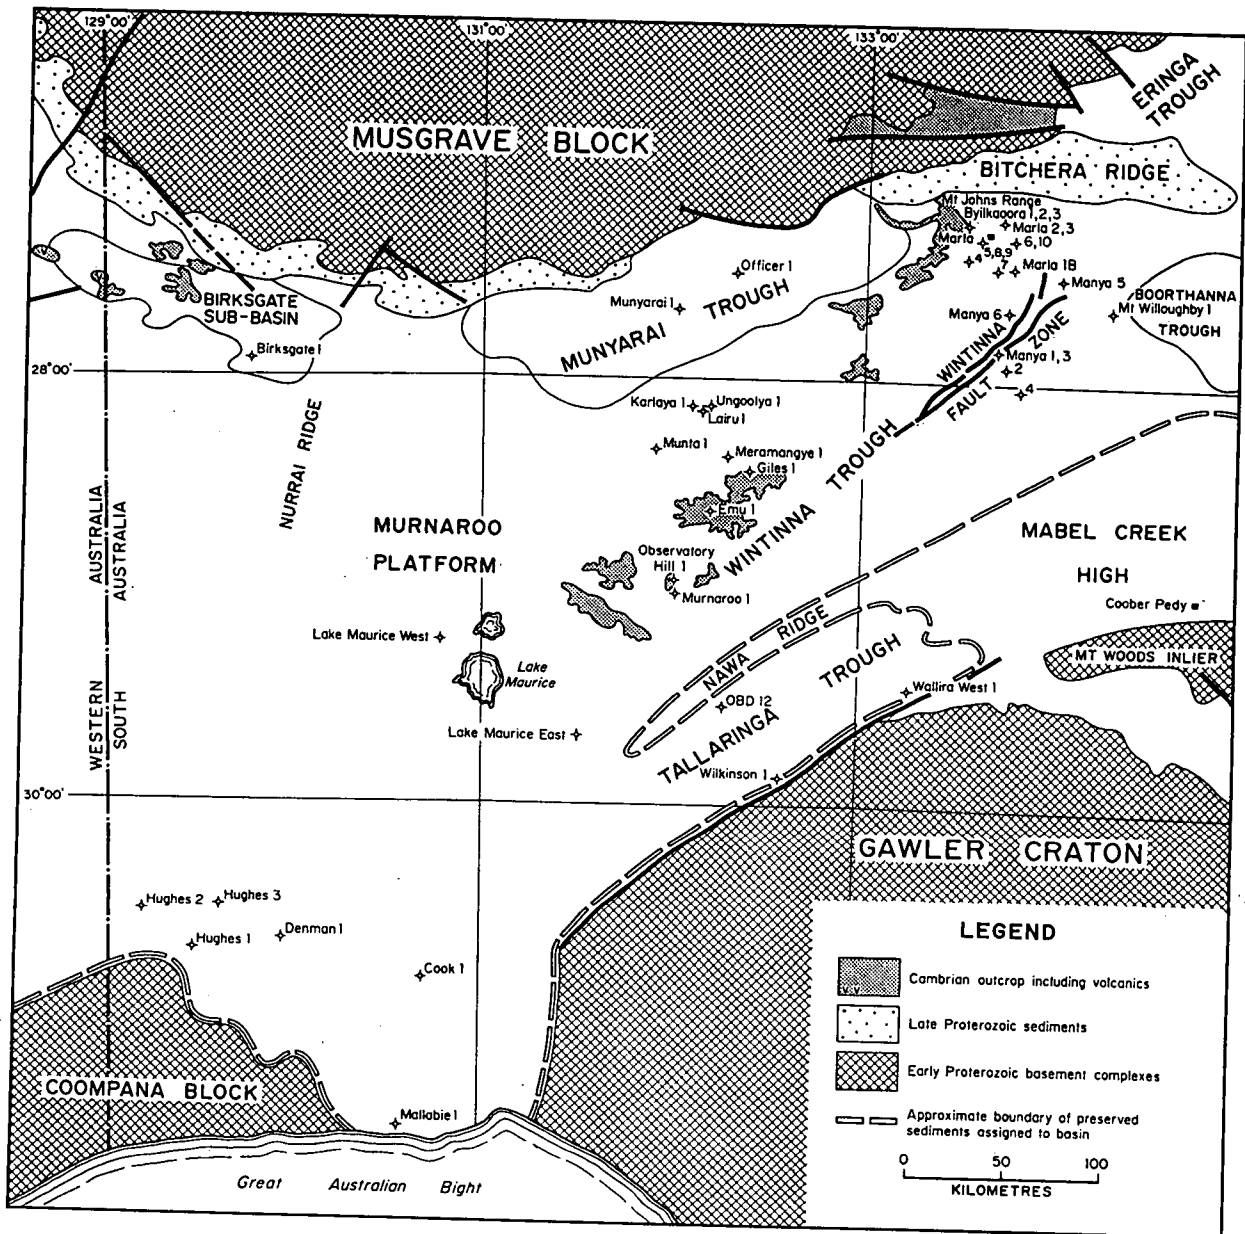 129°00'
131°00'
133°00'
ERINGA
TROUGH
MUSGRAVE BLOCK
BITCHERA RIDGE
Mt Johns Range
Byilkaoora 1,2,3
Marla 2,3
Marla
6,10
4
5,8,9
7
Marla 1B
Officer 1
Manya 5
BIRKSGATE
SUB-BASIN
Munyarai 1
MUNYARAI TROUGH
BOORTHANNA
Mt Willoughby 1
TROUGH
Manya 6
WINTINNA
FAULT ZONE
Birksgate 1
Manya 1,3
2
4
28°00'
Karlaya 1
Ungoolya 1
Lairu 1
NURRAI RIDGE
Munta 1
Meramangye 1
Giles 1
WINTINNA TROUGH
Emu 1
MURNAROO
PLATFORM
MABEL CREEK
HIGH
WESTERN AUSTRALIA
SOUTH AUSTRALIA
Observatory
Hill 1
Murnaroo 1
Coober Pedy
Lake Maurice West
NAWA RIDGE
MT WOODS INLIER
Lake
Maurice
TALLARINGA TROUGH
Wallira West 1
OBD 12
Lake Maurice East
Wilkinson 1
30°00'
GAWLER CRATON
Hughes 2
Hughes 3
Hughes 1
Denman 1
Cook 1
COOMPANA BLOCK
Mallabie 1
Great Australian Bight
LEGEND
v v
Cambrian outcrop including volcanics
Late Proterozoic sediments
Early Proterozoic basement complexes
Approximate boundary of preserved
sediments assigned to basin
0 50 100
KILOMETRES